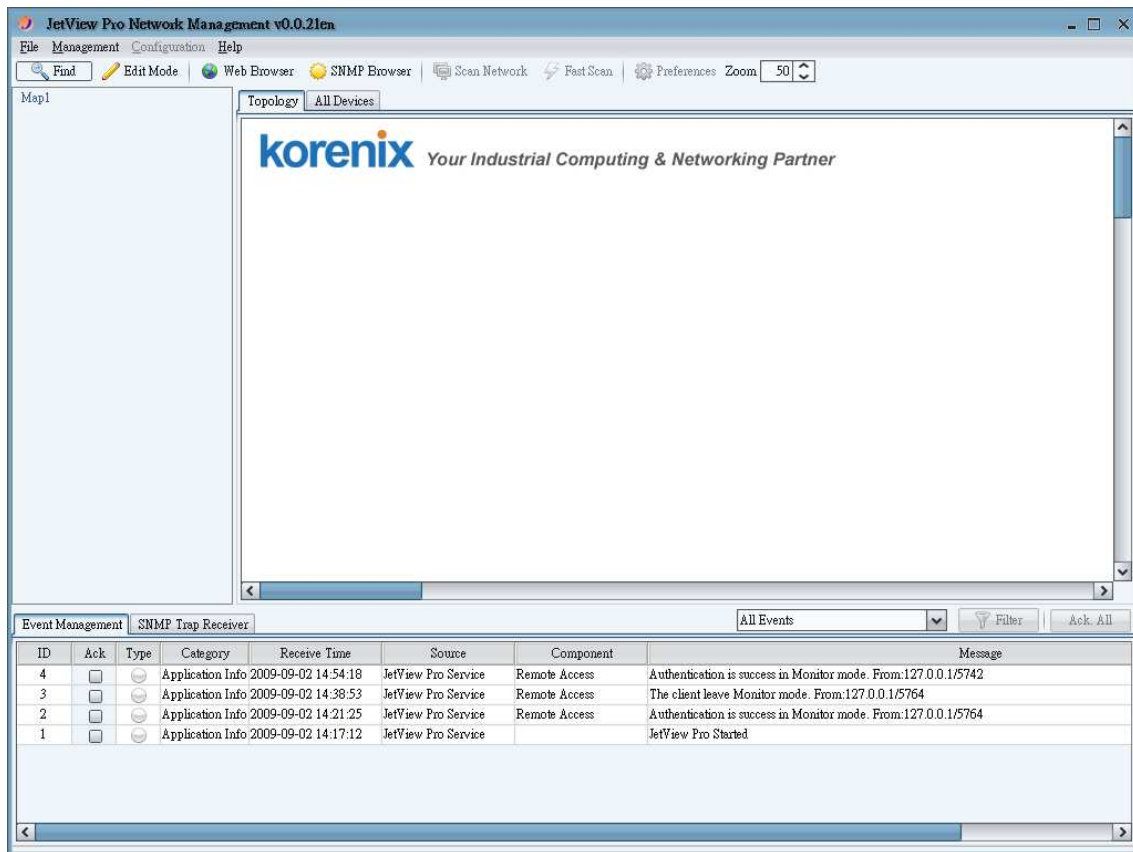 JetView Pro Network Management v0.0.21en
File Management Configuration Help
Find Edit Mode Web Browser SNMP Browser Scan Network Fast Scan Preferences Zoom 50
Map1
Topology All Devices
korenix Your Industrial Computing & Networking Partner
Event Management SNMP Trap Receiver All Events Filter Ack. All
ID Ack Type Category Receive Time Source Component Message
4 Application Info 2009-09-02 14:54:18 JetView Pro Service Remote Access Authentication is success in Monitor mode. From:127.0.0.1/5742
3 Application Info 2009-09-02 14:38:53 JetView Pro Service Remote Access The client leave Monitor mode. From:127.0.0.1/5764
2 Application Info 2009-09-02 14:21:25 JetView Pro Service Remote Access Authentication is success in Monitor mode. From:127.0.0.1/5764
1 Application Info 2009-09-02 14:17:12 JetView Pro Service JetView Pro Started